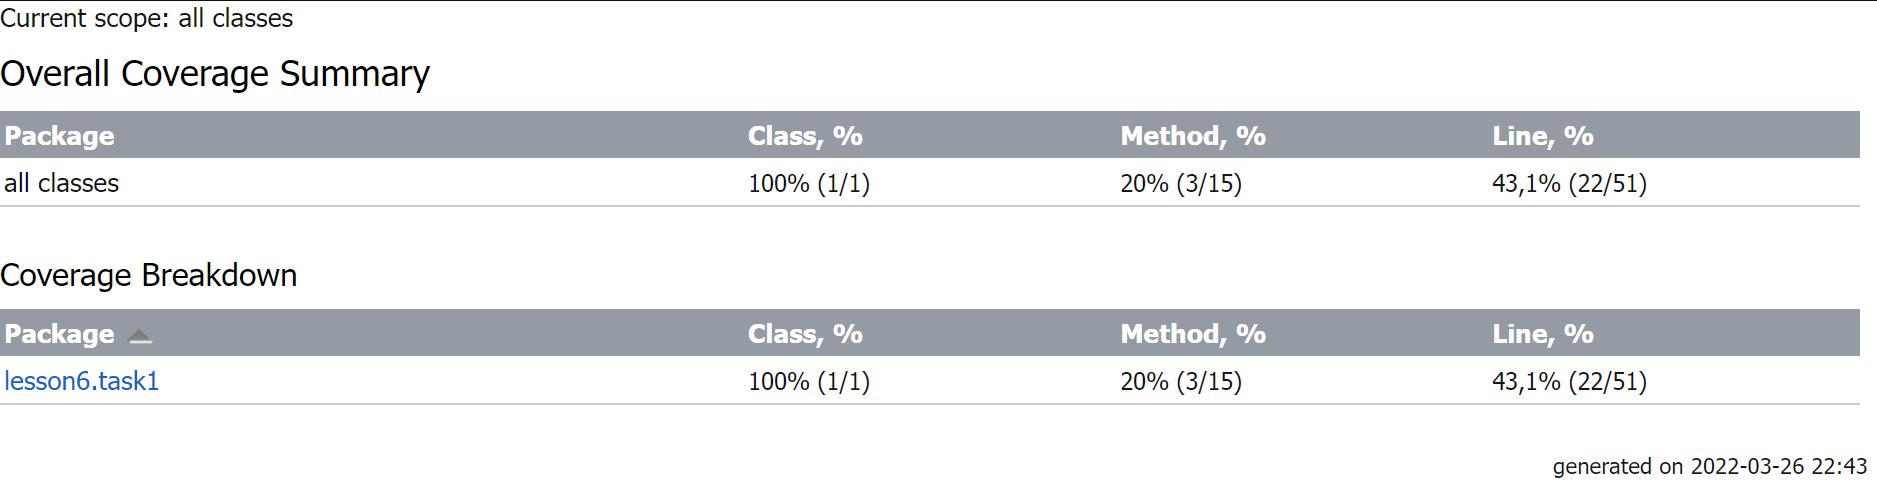 Current scope: all classes
Overall Coverage Summary
Package Class, % Method, % Line, %
all classes 100% (1/1) 20% (3/15) 43,1% (22/51)
Coverage Breakdown
Package Class, % Method, % Line, %
lesson6.task1 100% (1/1) 20% (3/15) 43,1% (22/51)
generated on 2022-03-26 22:43